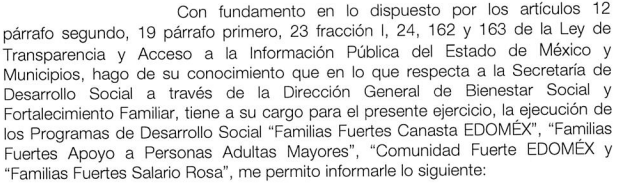 Con fundamento en lo dispuesto por los artículos 12
párrafo segundo, 19 párrafo primero, 23 fracción I, 24, 162 y 163 de la Ley de
Transparencia y Acceso a la Información Pública del Estado de México y
Municipios, hago de su conocimiento que en lo que respecta a la Secretaría de
Desarrollo Social a través de la Dirección General de Bienestar Social y
Fortalecimiento Familiar, tiene a su cargo para el presente ejercicio, la ejecución de
los Programas de Desarrollo Social “Familias Fuertes Canasta EDOMÉX”, “Familias
Fuertes Apoyo a Personas Adultas Mayores”, “Comunidad Fuerte EDOMÉX y
“Familias Fuertes Salario Rosa”, me permito informarle lo siguiente: